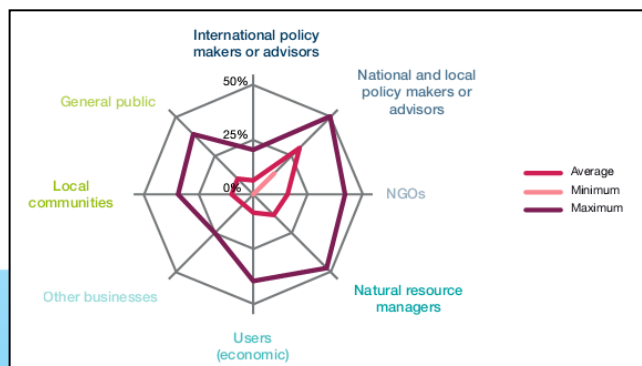 International policy
makers or advisors
National and local
policy makers or
advisors
General public
50%
25%
0%
Local
communities
NGOs
Average
Minimum
Maximum
Other businesses
Natural resource
managers
Users
(economic)